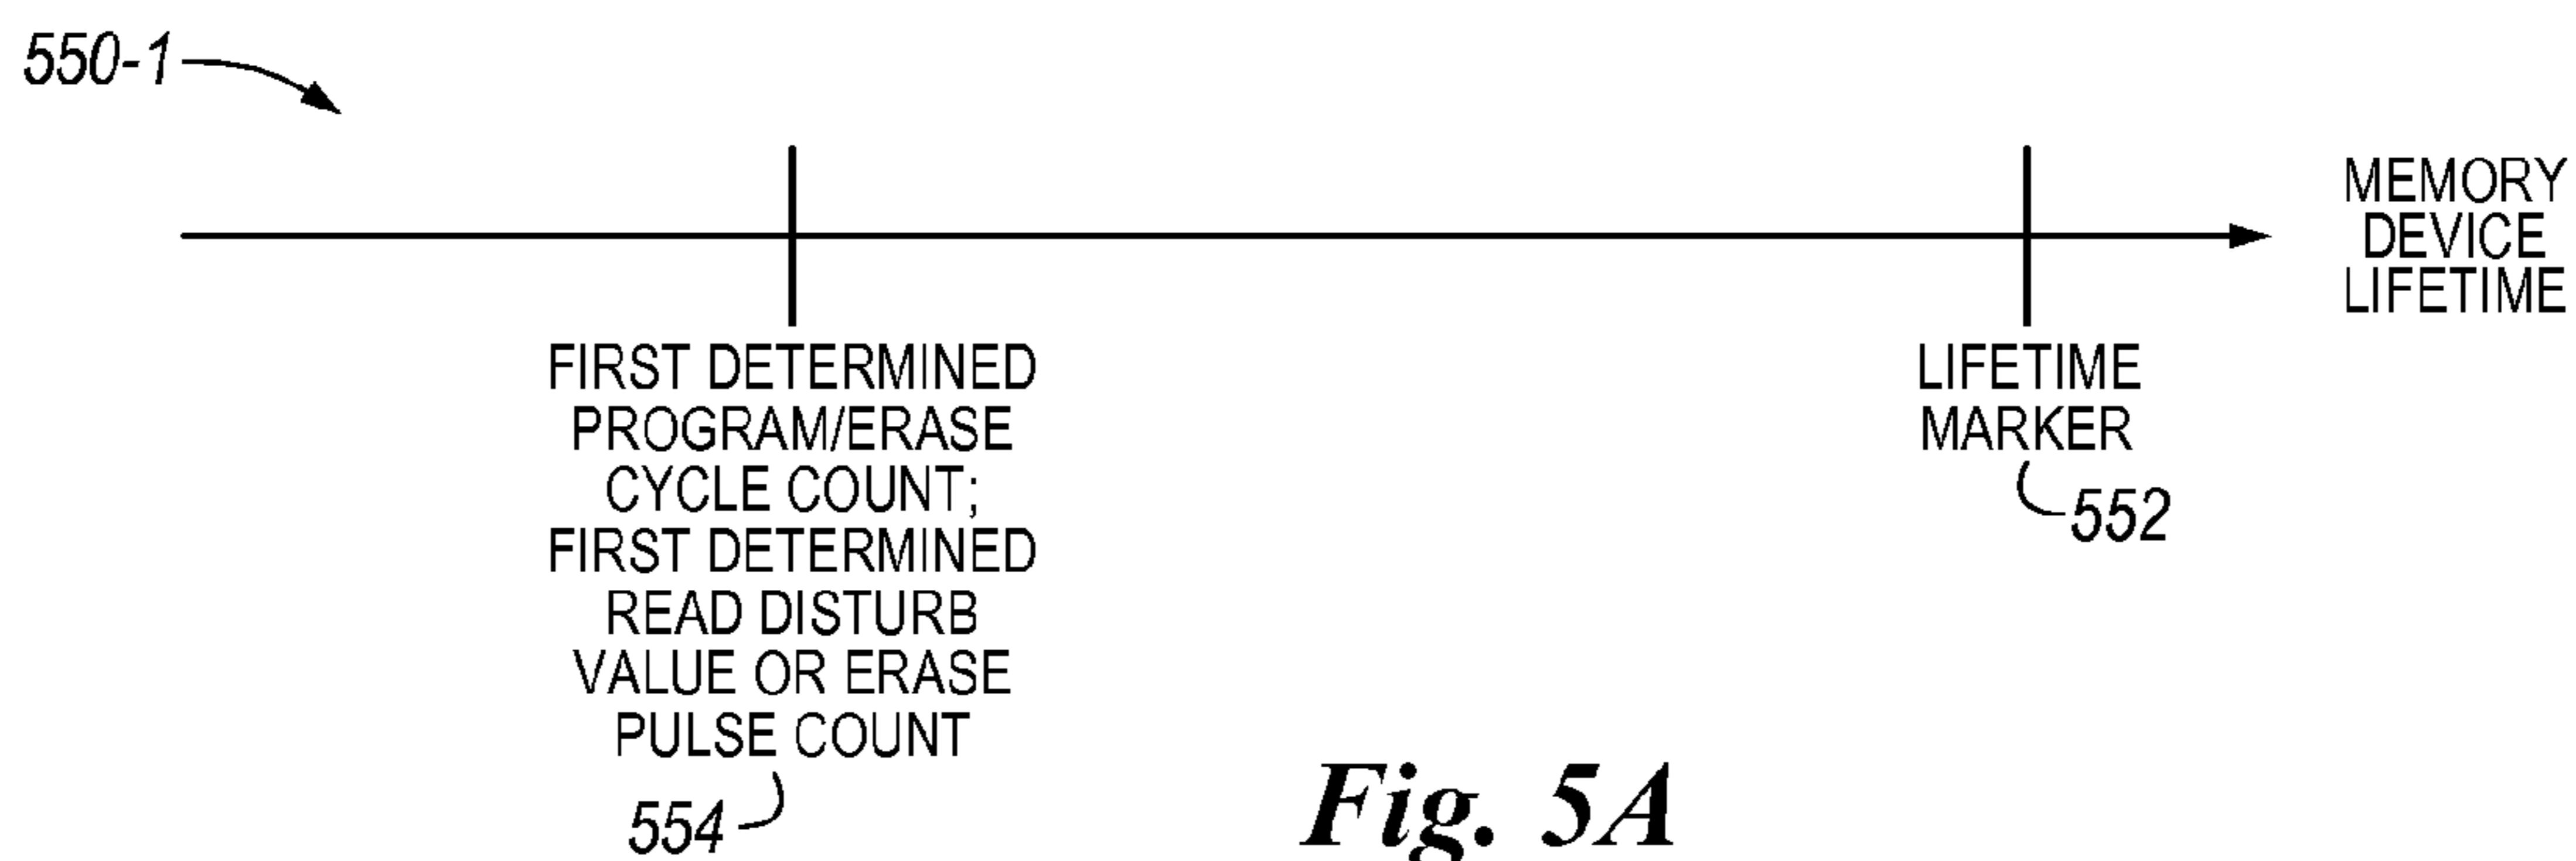 550-1
MEMORY
DEVICE
LIFETIME
FIRST DETERMINED
PROGRAM/ERASE
CYCLE COUNT;
FIRST DETERMINED
READ DISTURB
VALUE OR ERASE
PULSE COUNT
554
LIFETIME
MARKER
552
Fig. 5A